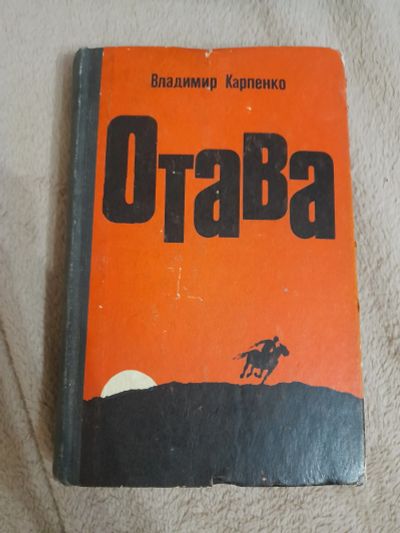 Владимир Карпенко
Отава